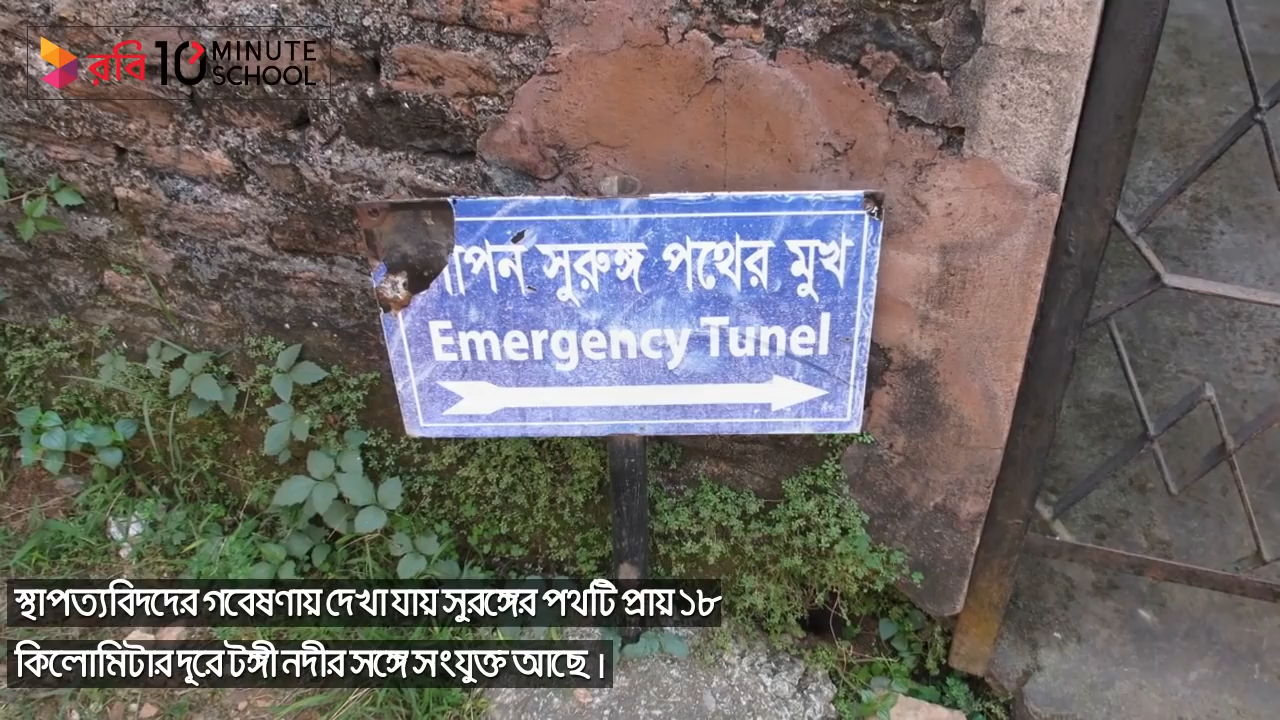 রবি 10 MINUTE SCHOOL
সুরুঙ্গ পথের মুখ
Emergency Tunel
স্থাপত্যবিদদের গবেষণায় দেখা যায় সুরঙ্গের পথটি প্রায় ১৮
কিলোমিটার দূরে টঙ্গী নদীর সঙ্গে সংযুক্ত আছে।